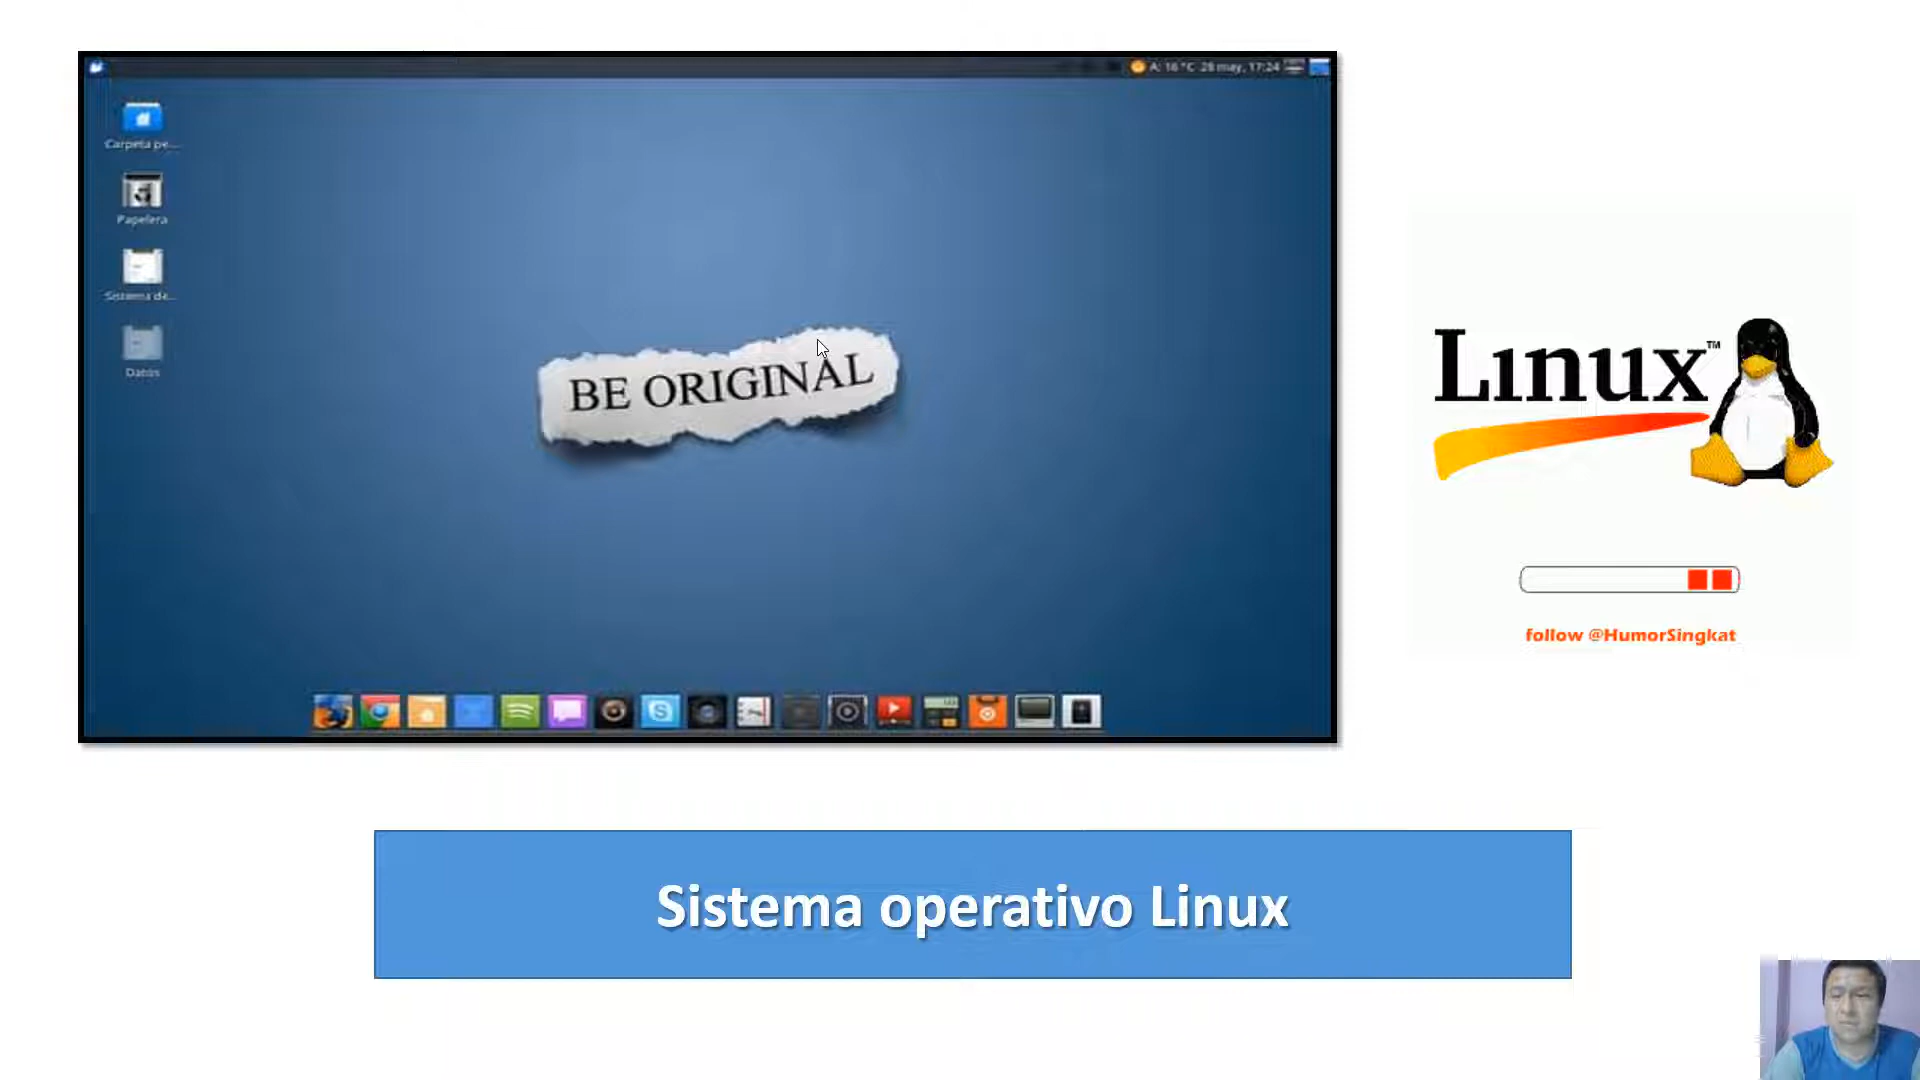 A: 16 °C 28 may, 17:24
Carpeta pe...
Papelera
Sistema de...
Datos
BE ORIGINAL
Linux™
follow @HumorSingkat
Sistema operativo Linux